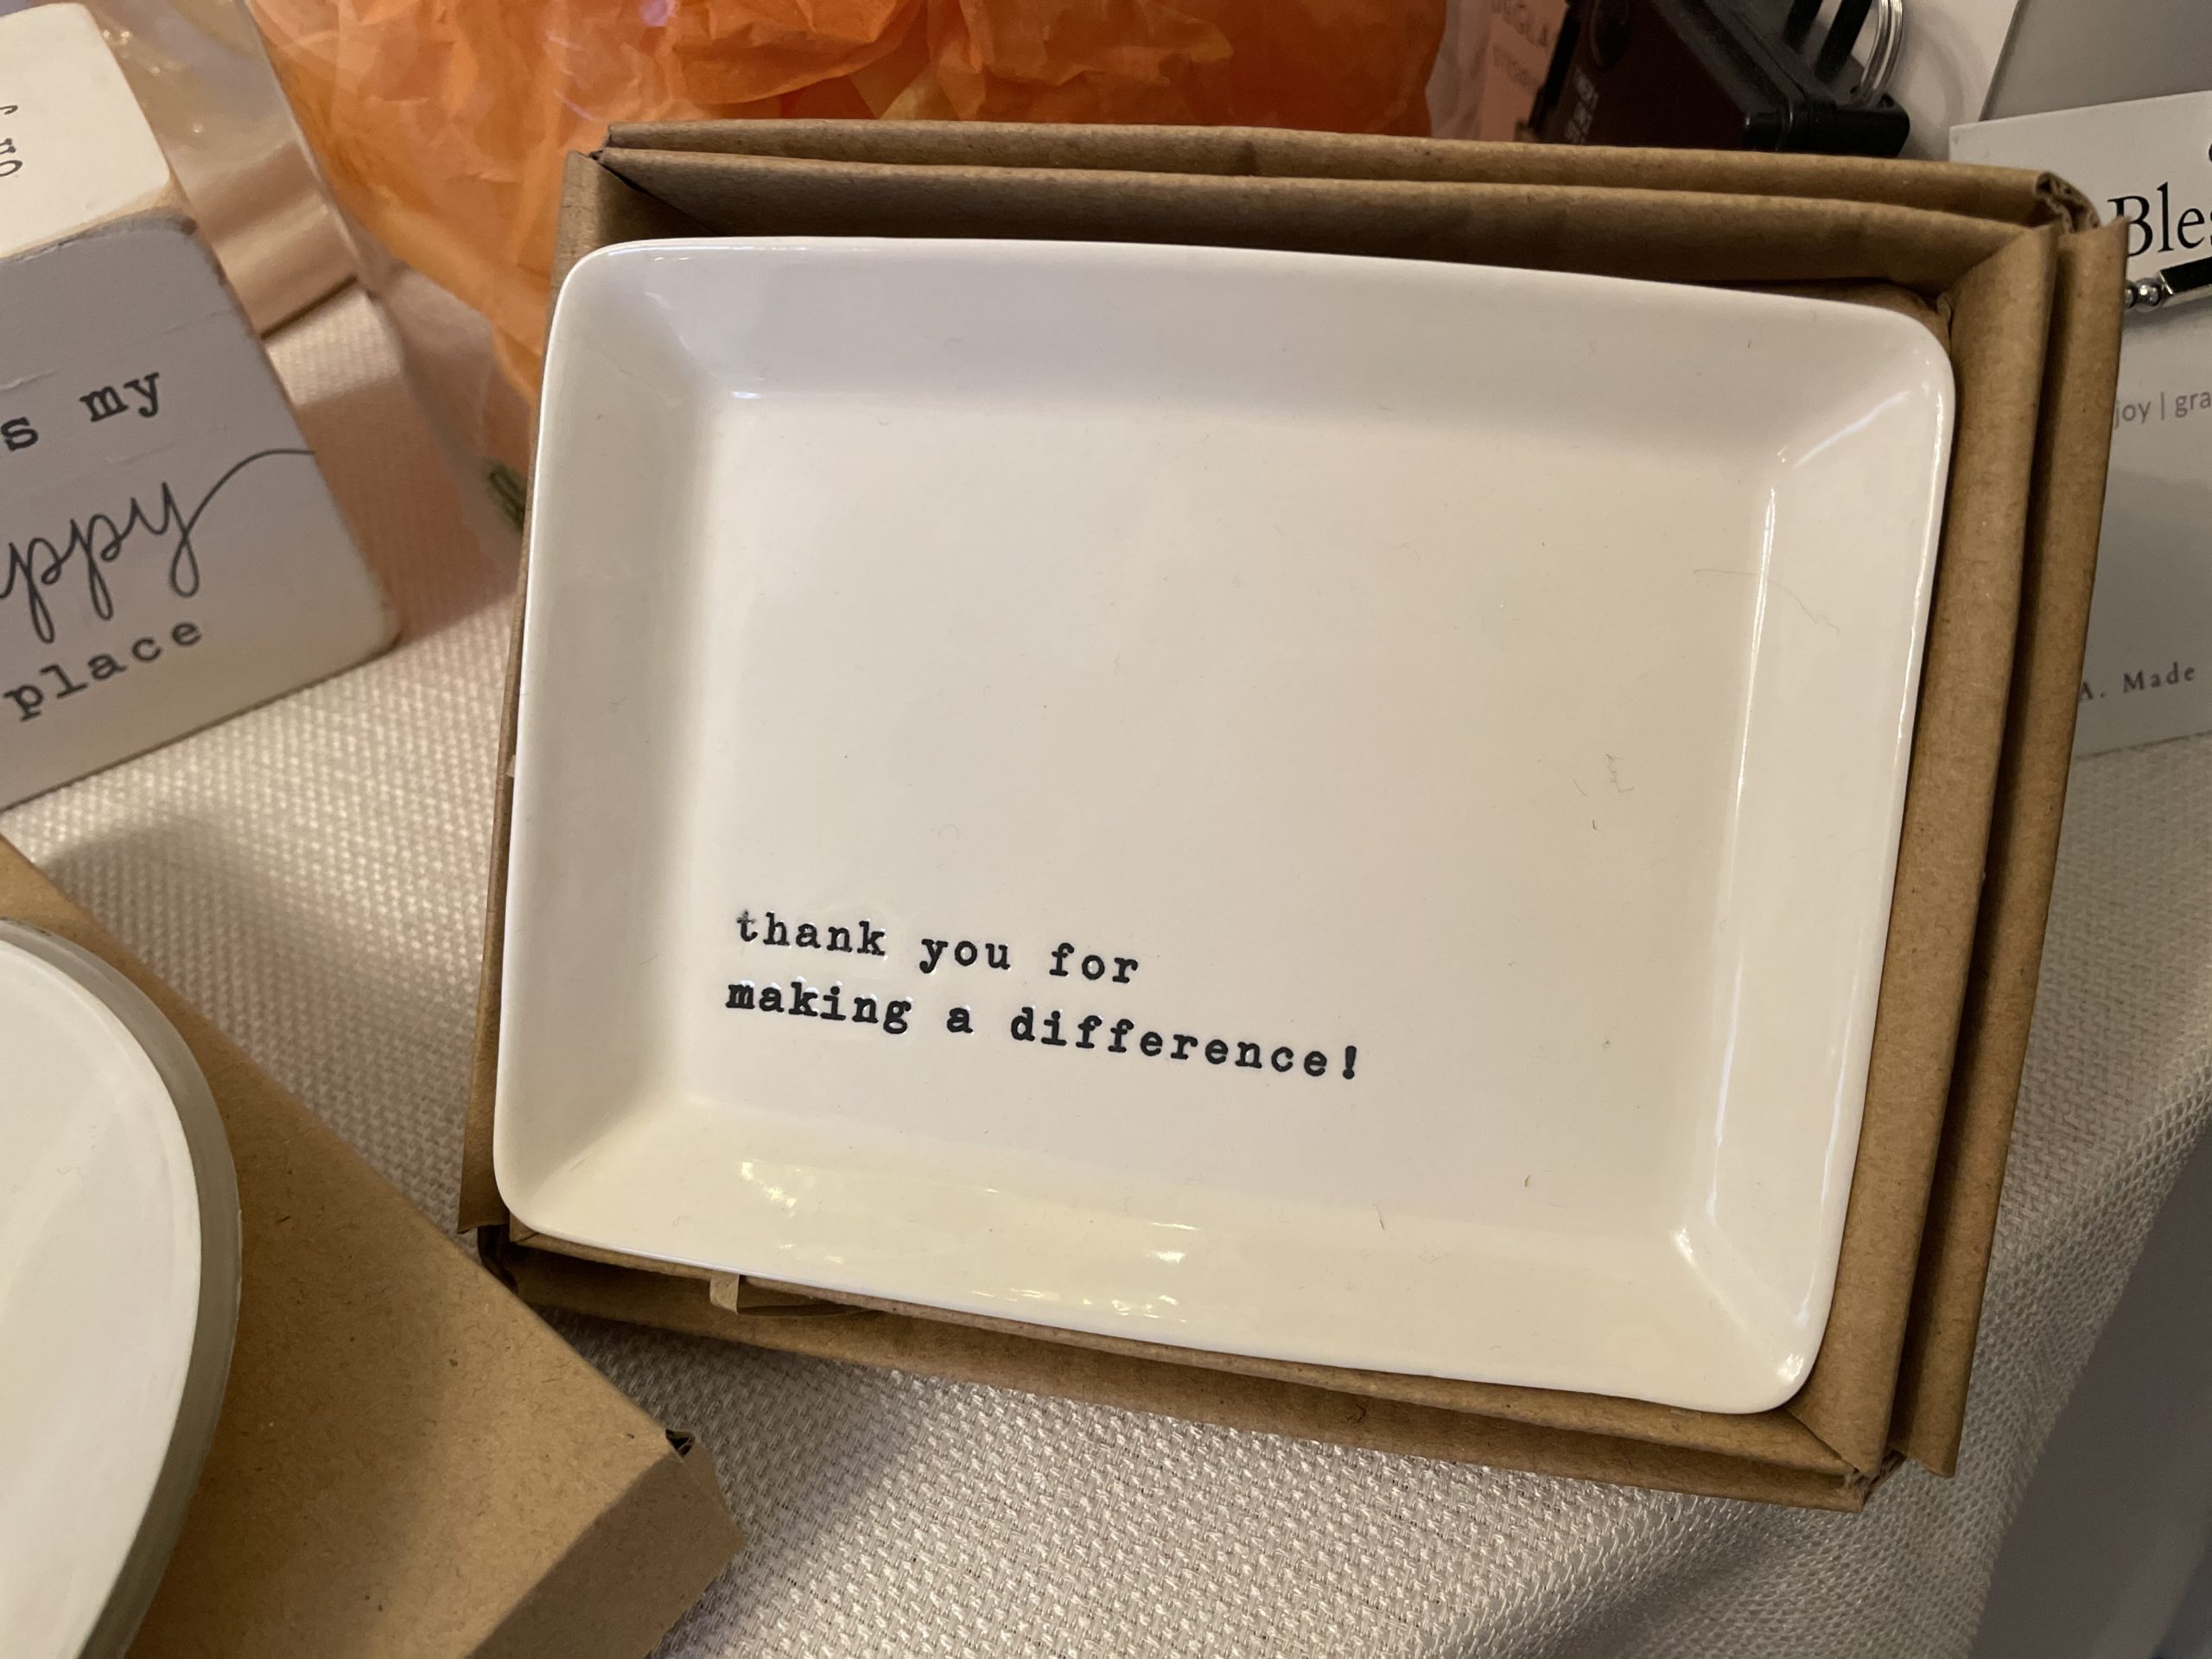 s my
ppy
place
thank you for
making a difference!
Bles
joy | gra
A. Made